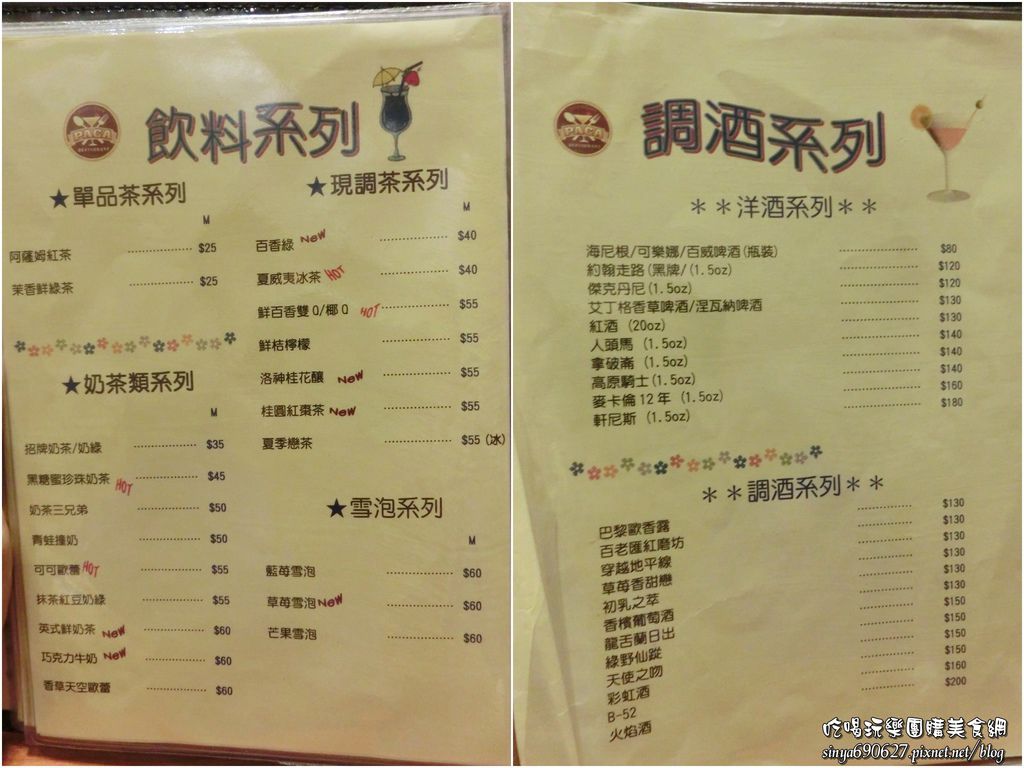 PACA
RESTAURANT
飲料系列
★單品茶系列
M
阿薩姆紅茶 ............ $25
茉香鮮綠茶 ............ $25
★奶茶類系列
M
招牌奶茶/奶綠 ............ $35
黑糖蜜珍珠奶茶 HOT ............ $45
奶茶三兄弟 ............ $50
青蛙撞奶 ............ $50
可可歐蕾 HOT ............ $55
抹茶紅豆奶綠 ............ $55
英式鮮奶茶 New ............ $60
巧克力牛奶 New ............ $60
香草天空歐蕾 ............ $60
★現調茶系列
M
百香綠 New ............ $40
夏威夷冰茶 HOT ............ $40
鮮百香雙Q/椰Q HOT ............ $55
鮮桔檸檬 ............ $55
洛神桂花釀 New ............ $55
桂圓紅棗茶 New ............ $55
夏季戀茶 ............ $55 (冰)
★雪泡系列
M
藍莓雪泡 ............ $60
草莓雪泡 New ............ $60
芒果雪泡 ............ $60
PACA
RESTAURANT
調酒系列
＊＊洋酒系列＊＊
海尼根/可樂娜/百威啤酒(瓶裝) ............ $80
約翰走路(黑牌/(1.5oz) ............ $120
傑克丹尼(1.5oz) ............ $120
艾丁格香草啤酒/涅瓦納啤酒 ............ $130
紅酒 (20oz) ............ $130
人頭馬 (1.5oz) ............ $140
拿破崙 (1.5oz) ............ $140
高原騎士(1.5oz) ............ $140
麥卡倫12年 (1.5oz) ............ $160
軒尼斯 (1.5oz) ............ $180
＊＊調酒系列＊＊
巴黎歐香露 ............ $130
百老匯紅磨坊 ............ $130
穿越地平線 ............ $130
草莓香甜戀 ............ $130
初乳之萃 ............ $130
香檳葡萄酒 ............ $130
龍舌蘭日出 ............ $150
綠野仙蹤 ............ $150
天使之吻 ............ $150
彩虹酒 ............ $150
B-52 ............ $160
火焰酒 ............ $200
吃喝玩樂團購美食網
sinya690627.pixnet.net/blog